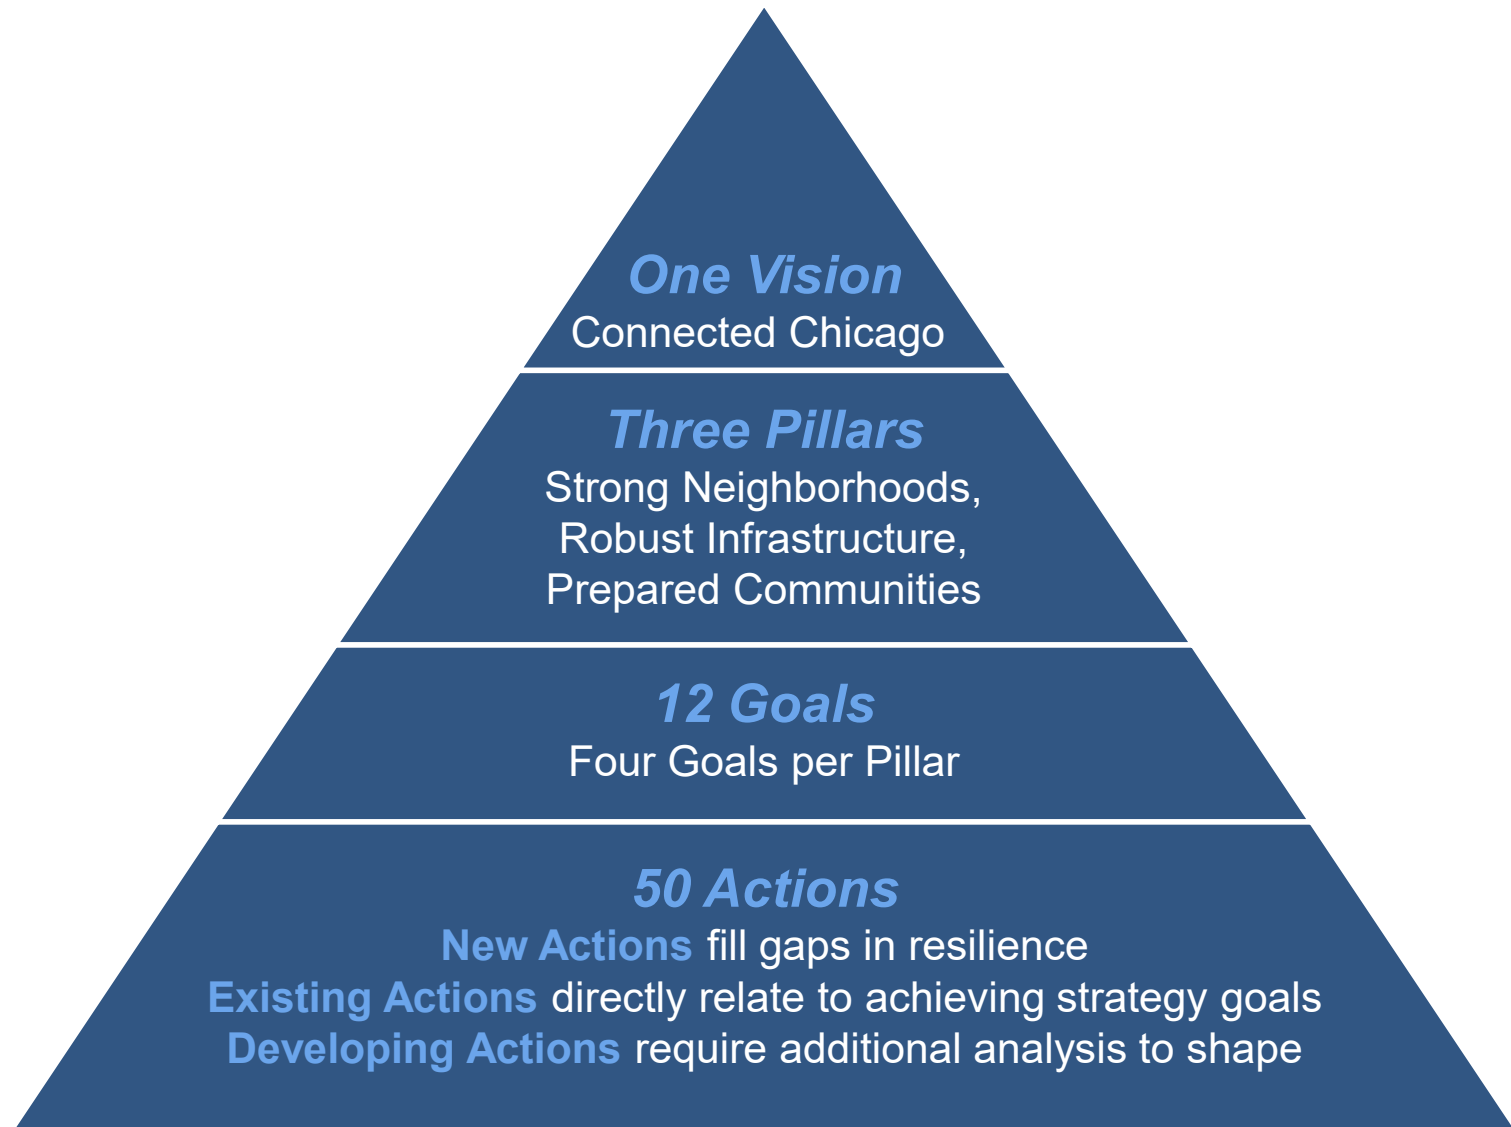 One Vision
Connected Chicago
Three Pillars
Strong Neighborhoods,
Robust Infrastructure,
Prepared Communities
12 Goals
Four Goals per Pillar
50 Actions
New Actions fill gaps in resilience
Existing Actions directly relate to achieving strategy goals
Developing Actions require additional analysis to shape